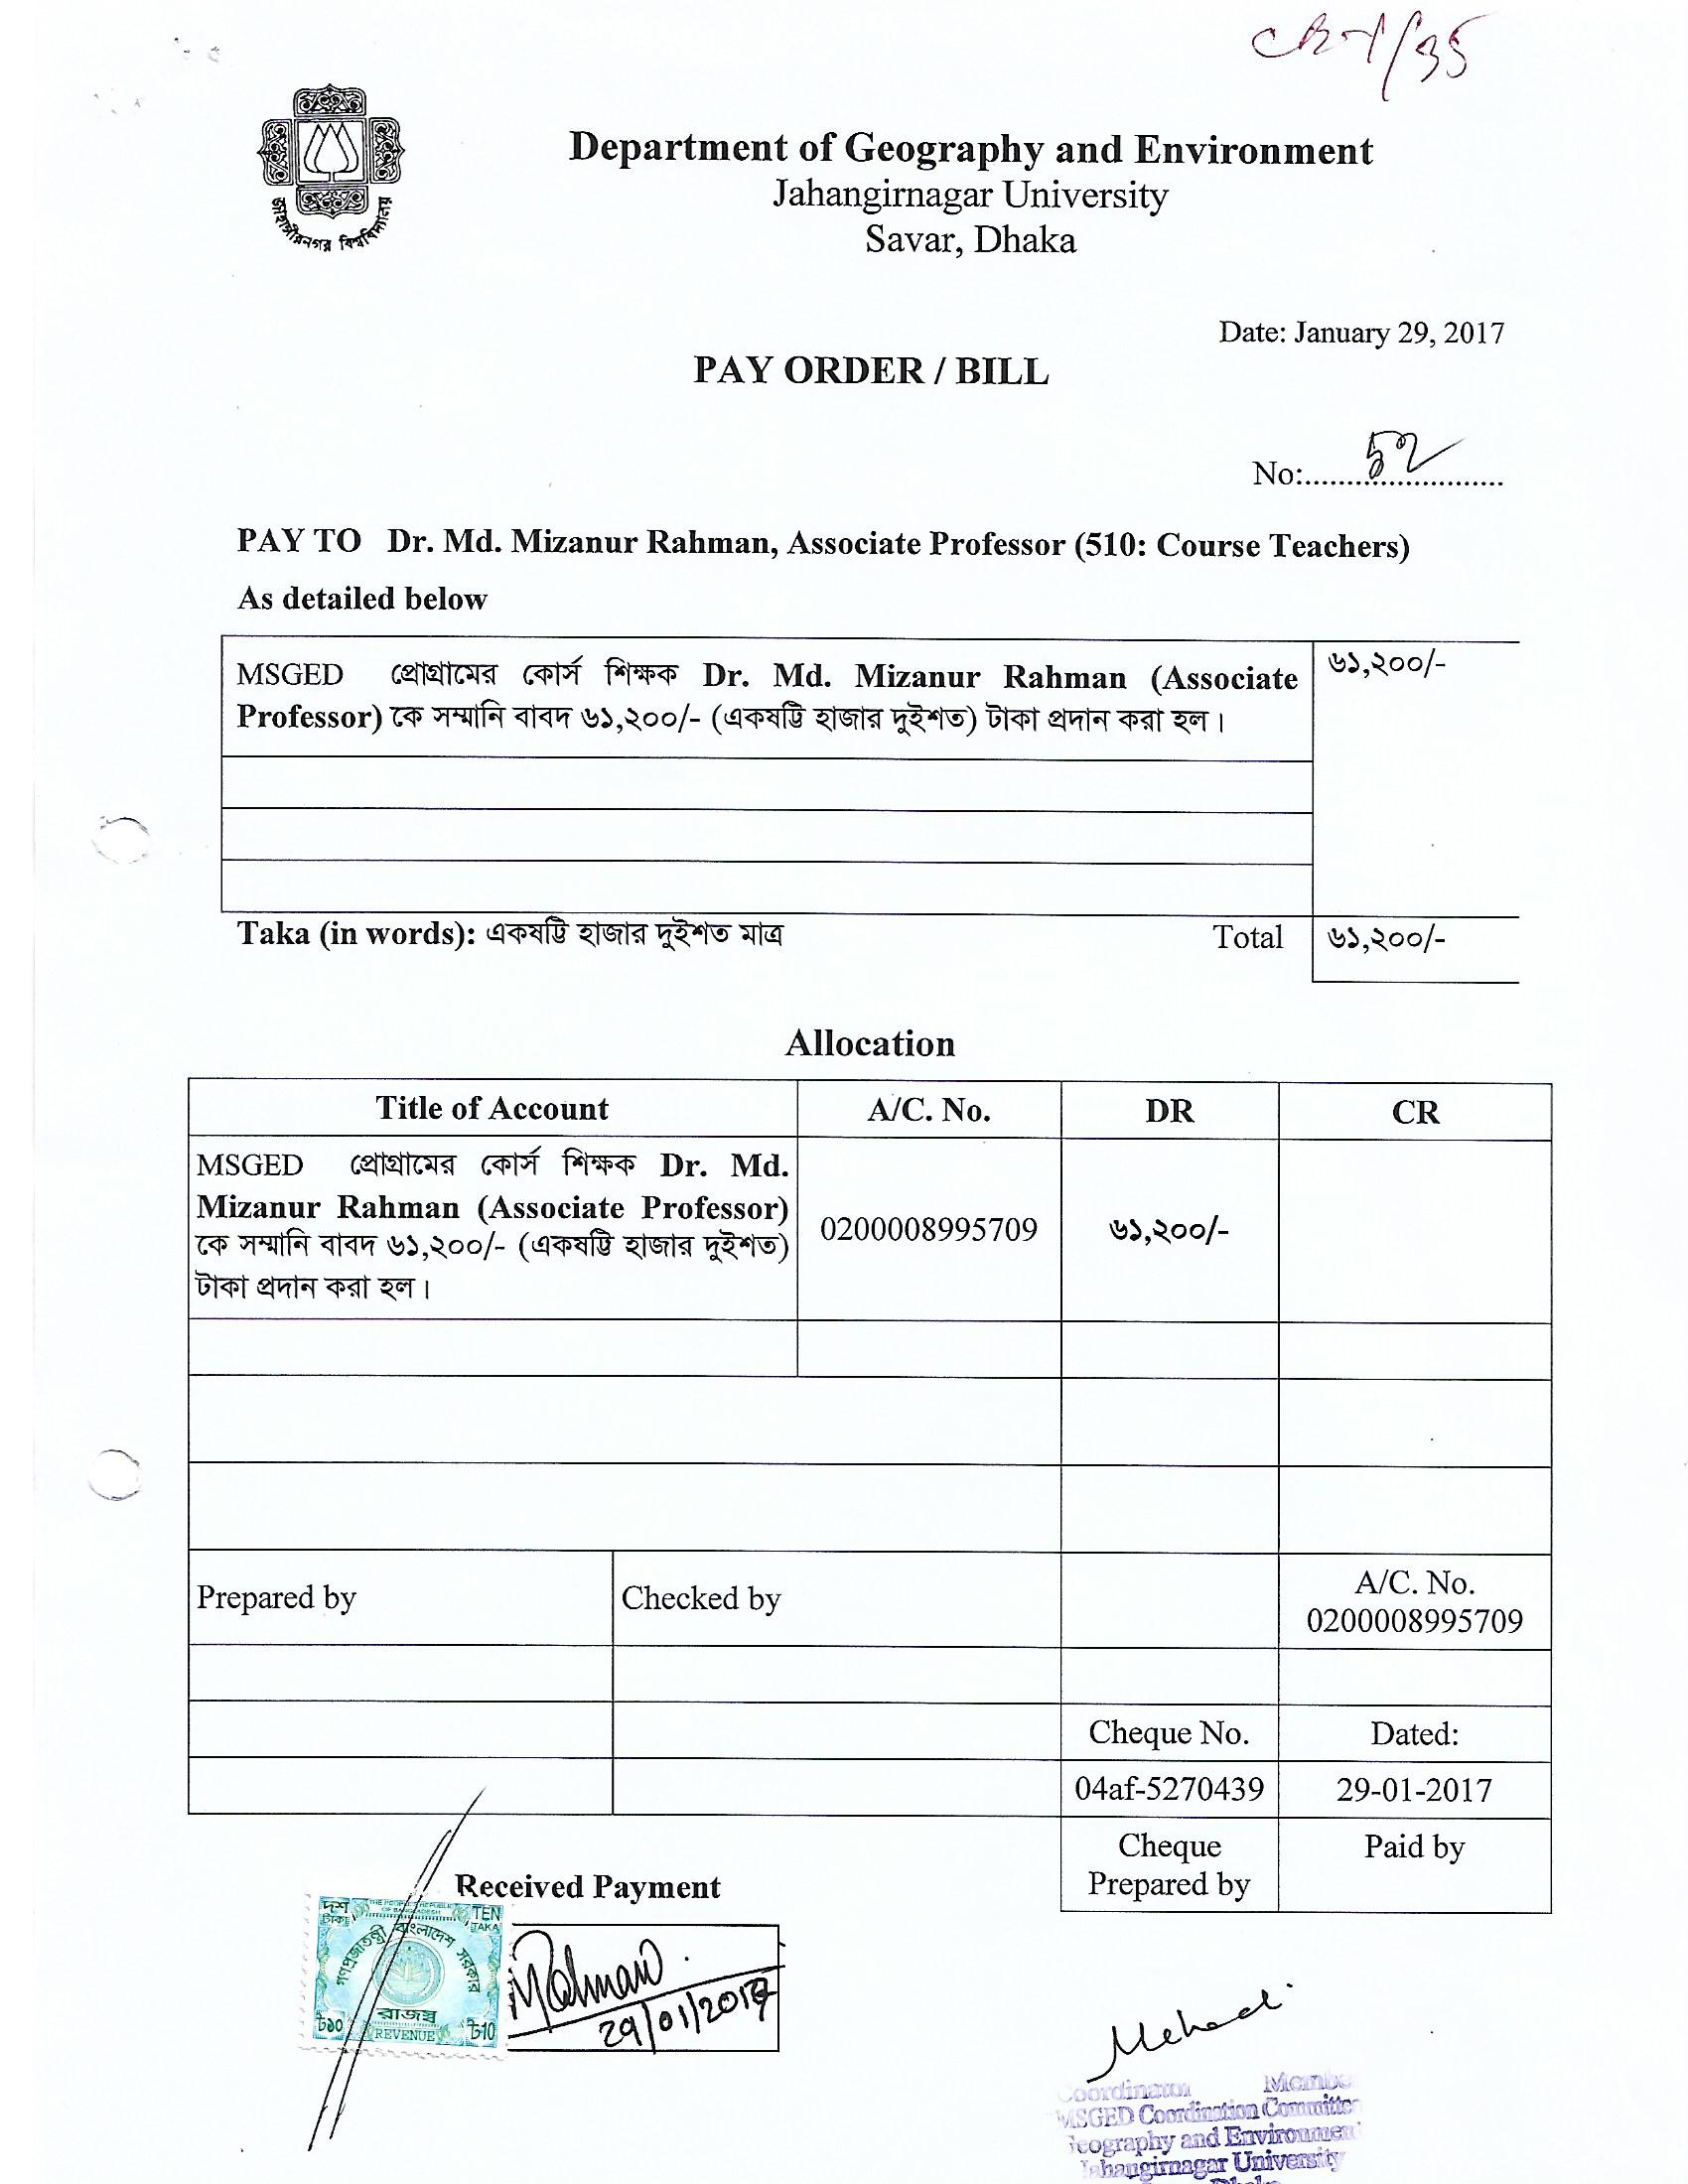 CR-1/35
জাহাঙ্গীরনগর বিশ্ববিদ্যালয়
Department of Geography and Environment
Jahangirnagar University
Savar, Dhaka
Date: January 29, 2017
PAY ORDER / BILL
No:........................
52
PAY TO Dr. Md. Mizanur Rahman, Associate Professor (510: Course Teachers)
As detailed below
MSGED প্রোগ্রামের কোর্স শিক্ষক Dr. Md. Mizanur Rahman (Associate ৬১,২০০/-
Professor) কে সম্মানি বাবদ ৬১,২০০/- (একষট্টি হাজার দুইশত) টাকা প্রদান করা হল।
Taka (in words): একষট্টি হাজার দুইশত মাত্র Total ৬১,২০০/-
Allocation
Title of Account A/C. No. DR CR
MSGED প্রোগ্রামের কোর্স শিক্ষক Dr. Md.
Mizanur Rahman (Associate Professor)
কে সম্মানি বাবদ ৬১,২০০/- (একষট্টি হাজার দুইশত)
টাকা প্রদান করা হল।
0200008995709 ৬১,২০০/-
Prepared by Checked by
A/C. No.
0200008995709
Cheque No. Dated:
04af-5270439 29-01-2017
Cheque
Prepared by
Paid by
Received Payment
দশ টাকা
THE PEOPLE'S REPUBLIC
OF BANGLADESH
TEN
TAKA
গণপ্রজাতন্ত্রী বাংলাদেশ সরকার
রাজস্ব
৳১০ REVENUE ৳10
MRahman
29/01/2017
Mehedi
Coordinator Member
MSGED Coordination Committee
Geography and Environment
Jahangirnagar University
Dhaka